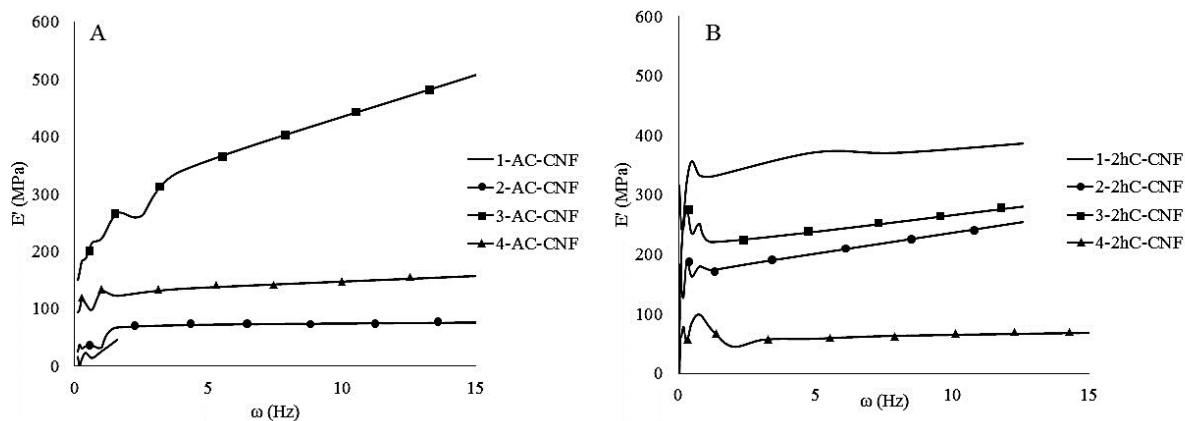 A
600
500
400
300
200
100
0
E' (MPa)
0
5
10
15
ω (Hz)
1-AC-CNF
2-AC-CNF
3-AC-CNF
4-AC-CNF
B
600
500
400
300
200
100
0
E' (MPa)
0
5
10
15
ω (Hz)
1-2hC-CNF
2-2hC-CNF
3-2hC-CNF
4-2hC-CNF